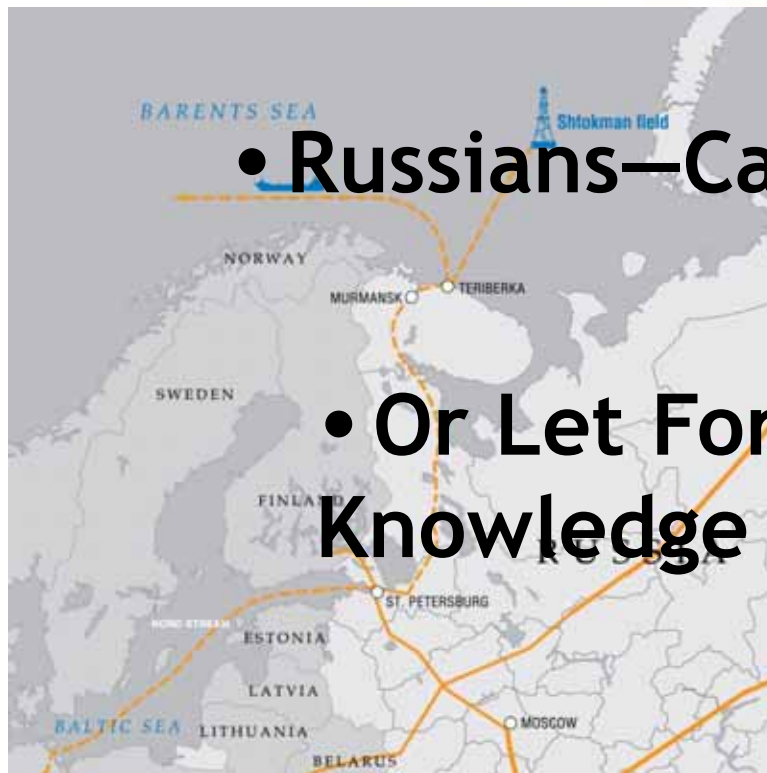 BARENTS SEA
Shtokman field
• Russians—Ca
NORWAY
MURMANSK
TERIBERKA
SWEDEN
• Or Let For
FINLAND
Knowledge
RUSSIA
ST. PETERSBURG
NORD STREAM
ESTONIA
LATVIA
BALTIC SEA
LITHUANIA
MOSCOW
BELARUS